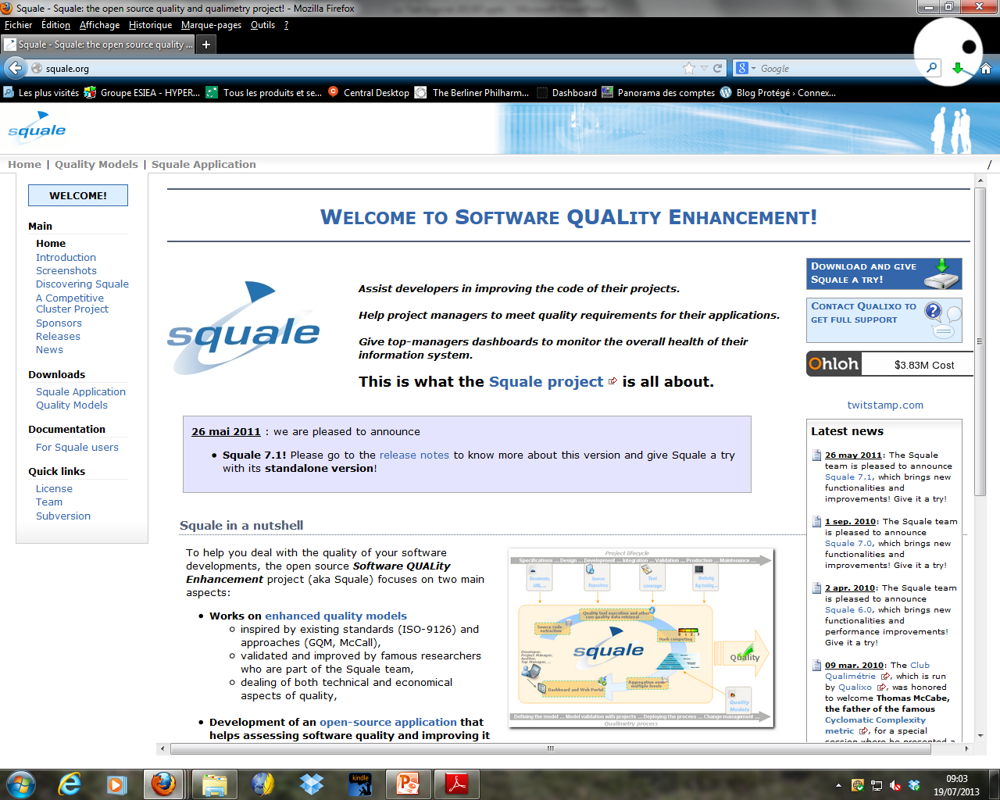 Squale - Squale: the open source quality and qualimetry project! - Mozilla Firefox
Fichier Édition Affichage Historique Marque-pages Outils ?
Squale - Squale: the open source quality ... +
squale.org
Google
Les plus visités Groupe ESIEA - HYPER... Tous les produits et se... Central Desktop The Berliner Philharm... Dashboard Panorama des comptes Blog Protégé › Connex...
squale
Home | Quality Models | Squale Application /
WELCOME!
Main
Home
Introduction
Screenshots
Discovering Squale
A Competitive
Cluster Project
Sponsors
Releases
News
Downloads
Squale Application
Quality Models
Documentation
For Squale users
Quick links
License
Team
Subversion
WELCOME TO SOFTWARE QUALITY ENHANCEMENT!
squale
Assist developers in improving the code of their projects.
Help project managers to meet quality requirements for their applications.
Give top-managers dashboards to monitor the overall health of their
information system.
This is what the Squale project is all about.
26 mai 2011 : we are pleased to announce
• Squale 7.1! Please go to the release notes to know more about this version and give Squale a try
with its standalone version!
Squale in a nutshell
To help you deal with the quality of your software
developments, the open source Software QUALity
Enhancement project (aka Squale) focuses on two main
aspects:
• Works on enhanced quality models
inspired by existing standards (ISO-9126) and
approaches (GQM, McCall),
validated and improved by famous researchers
who are part of the Squale team,
dealing of both technical and economical
aspects of quality,
• Development of an open-source application that
helps assessing software quality and improving it
Project lifecycle
Specifications ... Design ... Development ... Integration ... Validation ... Production ... Maintenance ...
Documents,
URL, ...
Source
Repository
Test
coverage
Quality tool execution and other
raw quality data retrieval
Source code
extraction
Mark computing
squale
Developer,
Project Manager,
Auditor,
Top Manager, ...
Quality
Aggregation over
multiple levels
Dashboard and Web Portal
Quality
Models
Defining the model ... Model validation with projects ... Deploying the process ... Change management ...
Qualimetry process
DOWNLOAD AND GIVE
SQUALE A TRY!
CONTACT QUALIXO TO
GET FULL SUPPORT
Ohloh $3.83M Cost
twitstamp.com
Latest news
26 may 2011: The Squale
team is pleased to announce
Squale 7.1, which brings new
functionalities and
improvements! Give it a try!
1 sep. 2010: The Squale team
is pleased to announce
Squale 7.0, which brings new
functionalities and
improvements! Give it a try!
2 apr. 2010: The Squale team
is pleased to announce
Squale 6.0, which brings new
functionalities and
performance improvements!
Give it a try!
09 mar. 2010: The Club
Qualimétrie , which is run
by Qualixo , was honored
to welcome Thomas McCabe,
the father of the famous
Cyclomatic Complexity
metric , for a special
session where he presented a
kindle
09:03
19/07/2013